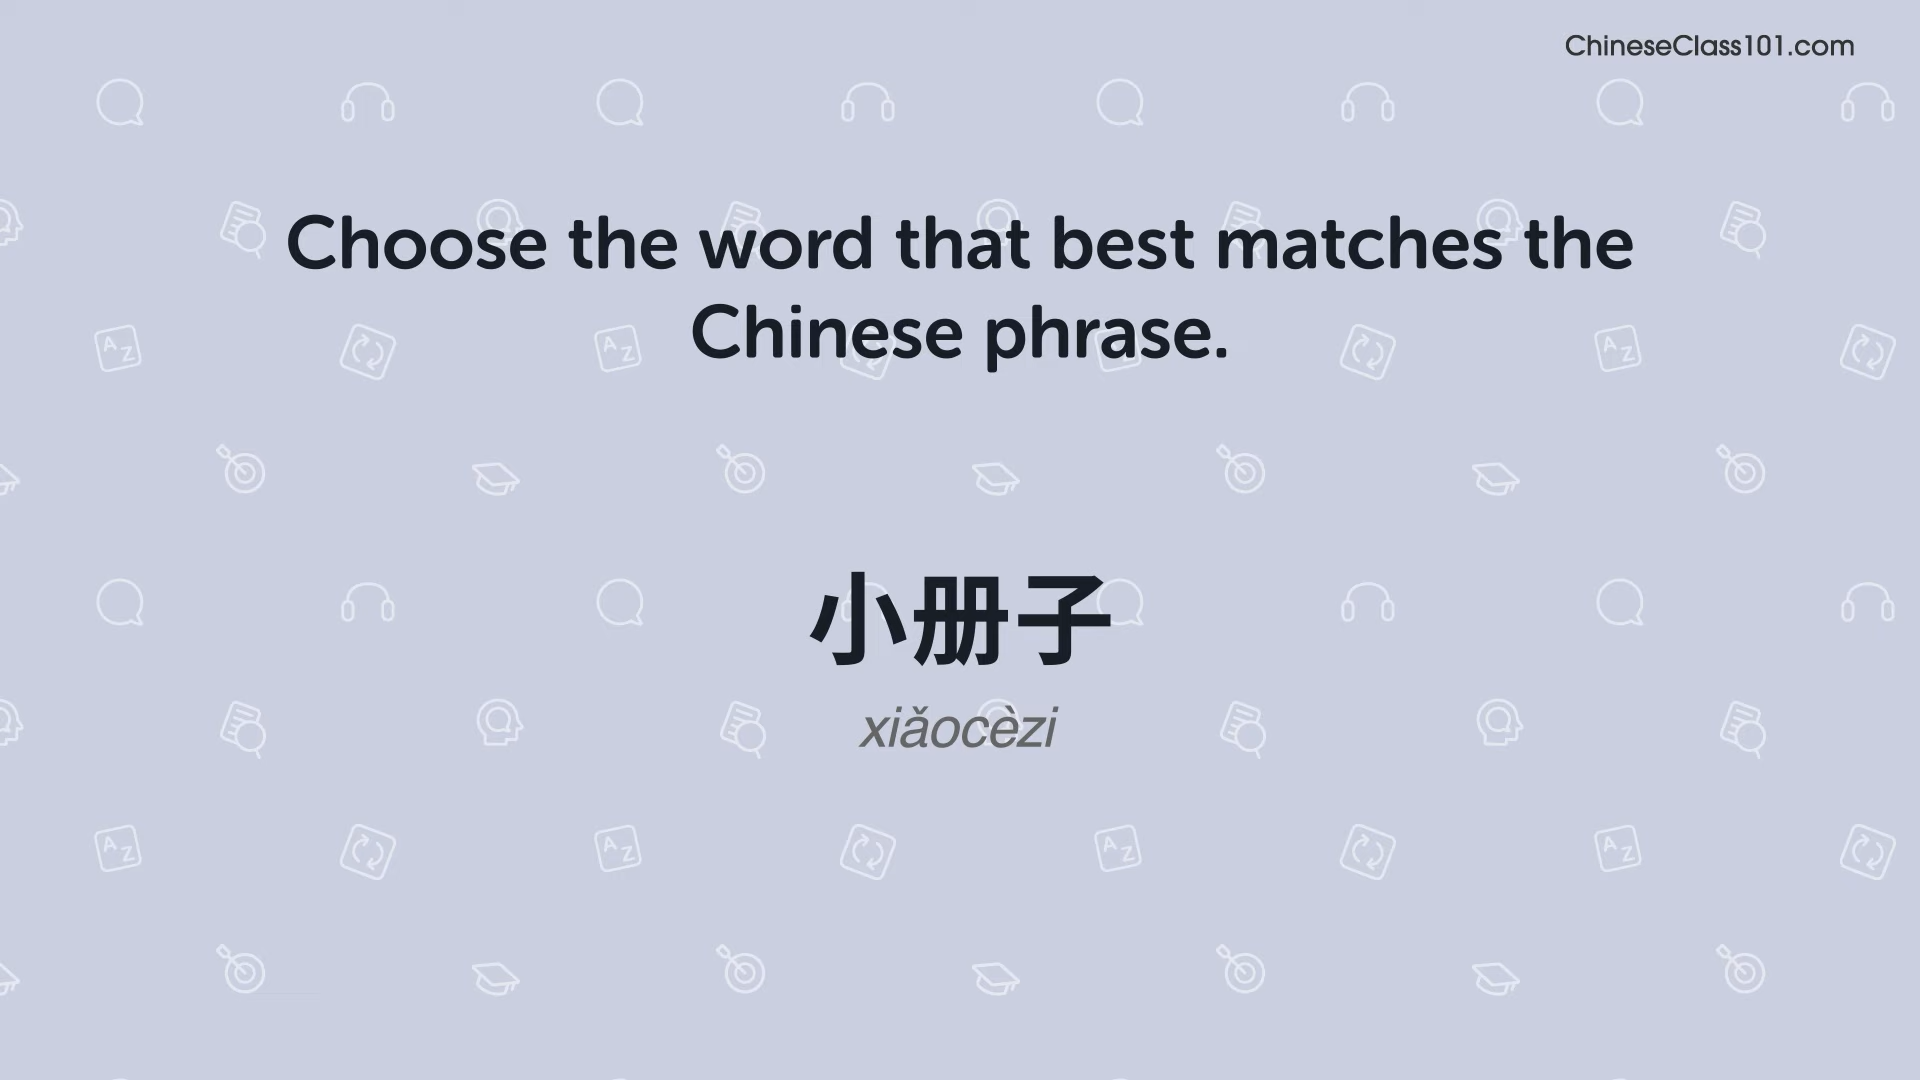 ChineseClass101.com
Choose the word that best matches the
Chinese phrase.
小册子
xiǎocèzi